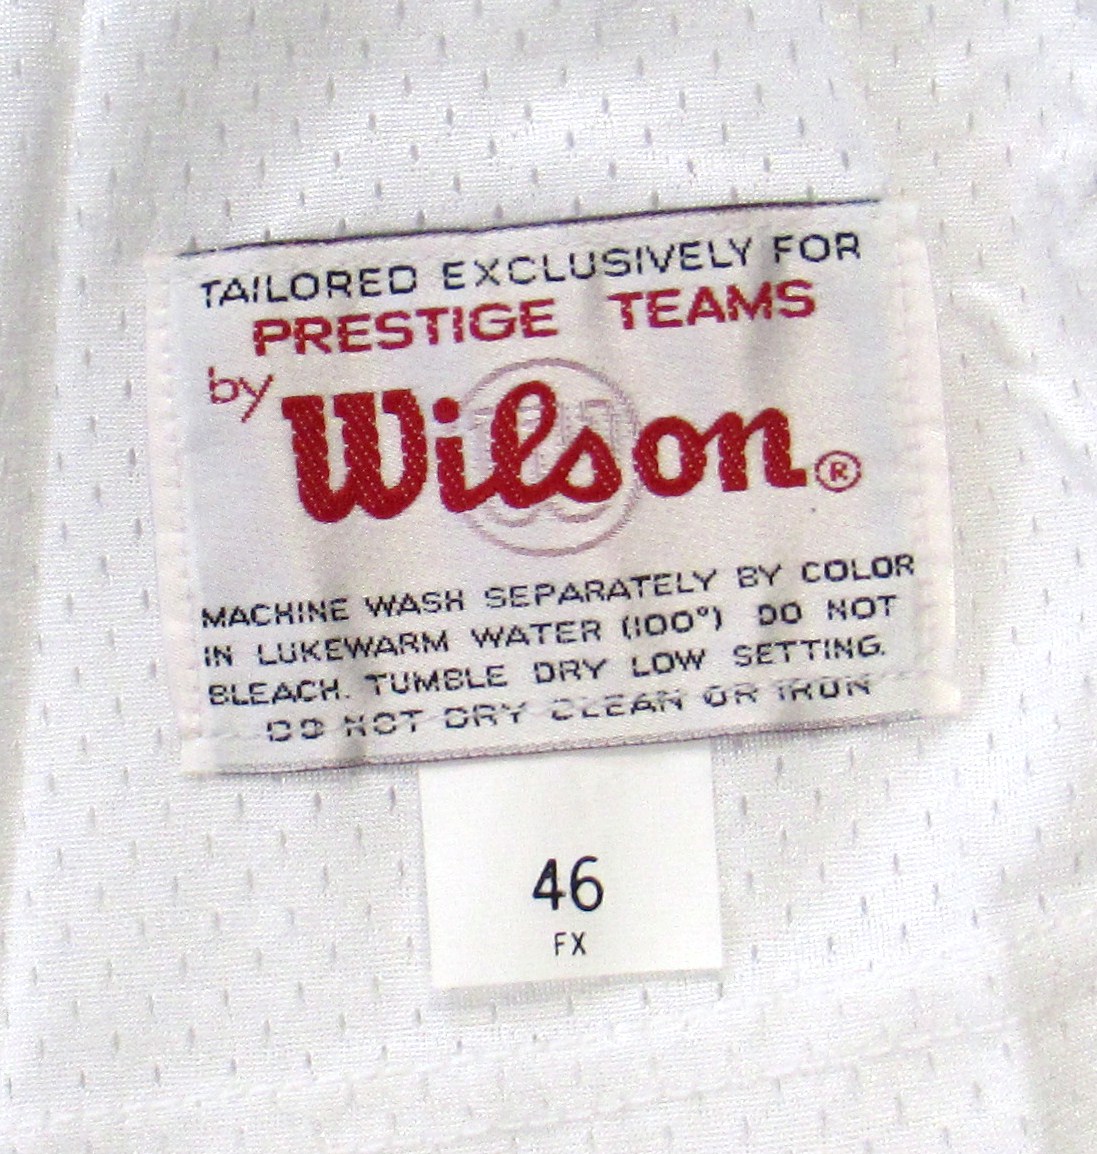 TAILORED EXCLUSIVELY FOR
PRESTIGE TEAMS
by Wilson®
MACHINE WASH SEPARATELY BY COLOR
IN LUKEWARM WATER (100°) DO NOT
BLEACH. TUMBLE DRY LOW SETTING.
DO NOT DRY CLEAN OR IRON
46
FX